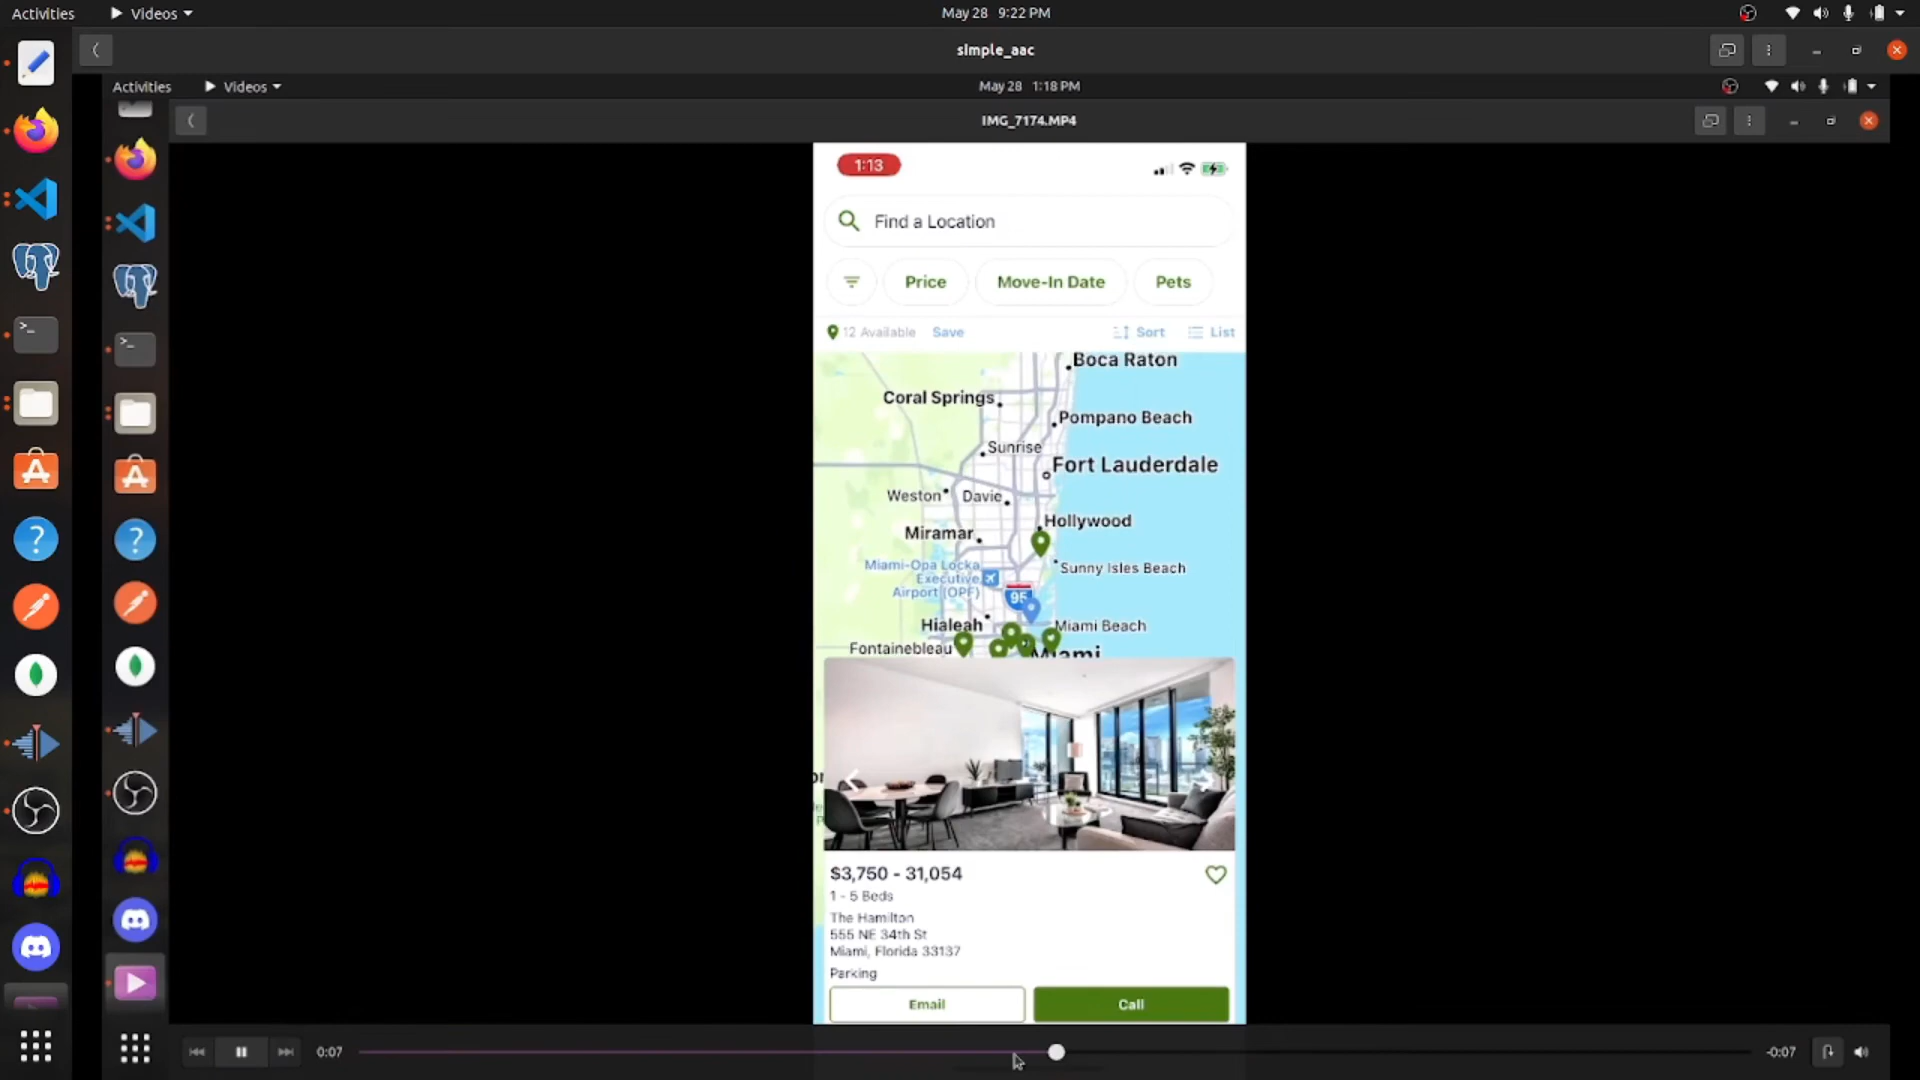 Activities
Videos
May 28 9:22 PM
simple_aac
Activities
Videos
May 28 1:18 PM
IMG_7174.MP4
1:13
Find a Location
Price
Move-In Date
Pets
12 Available
Save
Sort
List
Boca Raton
Coral Springs
Pompano Beach
Sunrise
Fort Lauderdale
Weston
Davie
Hollywood
Miramar
Miami-Opa Locka
Executive
Airport (OPF)
Sunny Isles Beach
95
Hialeah
Miami Beach
Fontainebleau
Miami
$3,750 - 31,054
1 - 5 Beds
The Hamilton
555 NE 34th St
Miami, Florida 33137
Parking
Email
Call
0:07
-0:07